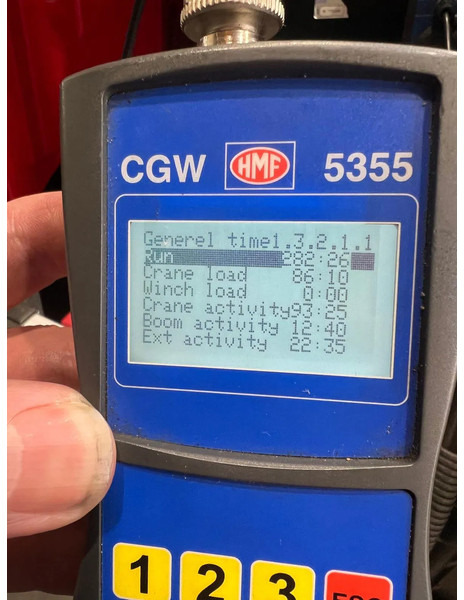 CGW HMF 5355
Generel time1.3.2.1.1
Run 282:26
Crane load 86:10
Winch load 0:00
Crane activity93:25
Boom activity 12:40
Ext activity 22:35
1 2 3 ESC